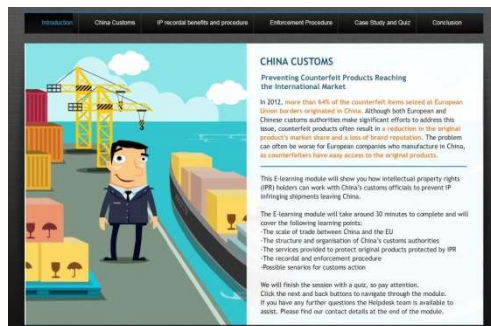 Introduction
China Customs
IP recordal benefits and procedure
Enforcement Procedure
Case Study and Quiz
Conclusion
CHINA CUSTOMS
Preventing Counterfeit Products Reaching
the International Market
In 2012, more than 64% of the counterfeit items seized at European
Union borders originated in China. Although both European and
Chinese customs authorities make significant efforts to address this
issue, counterfeit products often result in a reduction in the original
product's market share and a loss of brand reputation. The problem
can often be worse for European companies who manufacture in China,
as counterfeiters have easy access to the original products.
This E-learning module will show you how intellectual property rights
(IPR) holders can work with China's customs officials to prevent IP
infringing shipments leaving China.
The E-learning module will take around 30 minutes to complete and will
cover the following learning points:
-The scale of trade between China and the EU
-The structure and organisation of China's customs authorities
-The services provided to protect original products protected by IPR
-The recordal and enforcement procedure
-Possible senarios for customs action
We will finish the session with a quiz, so pay attention.
Click the next and back buttons to navigate through the module.
If you have any further questions the Helpdesk team is available to
assist. Please find our contact details at the end of the module.